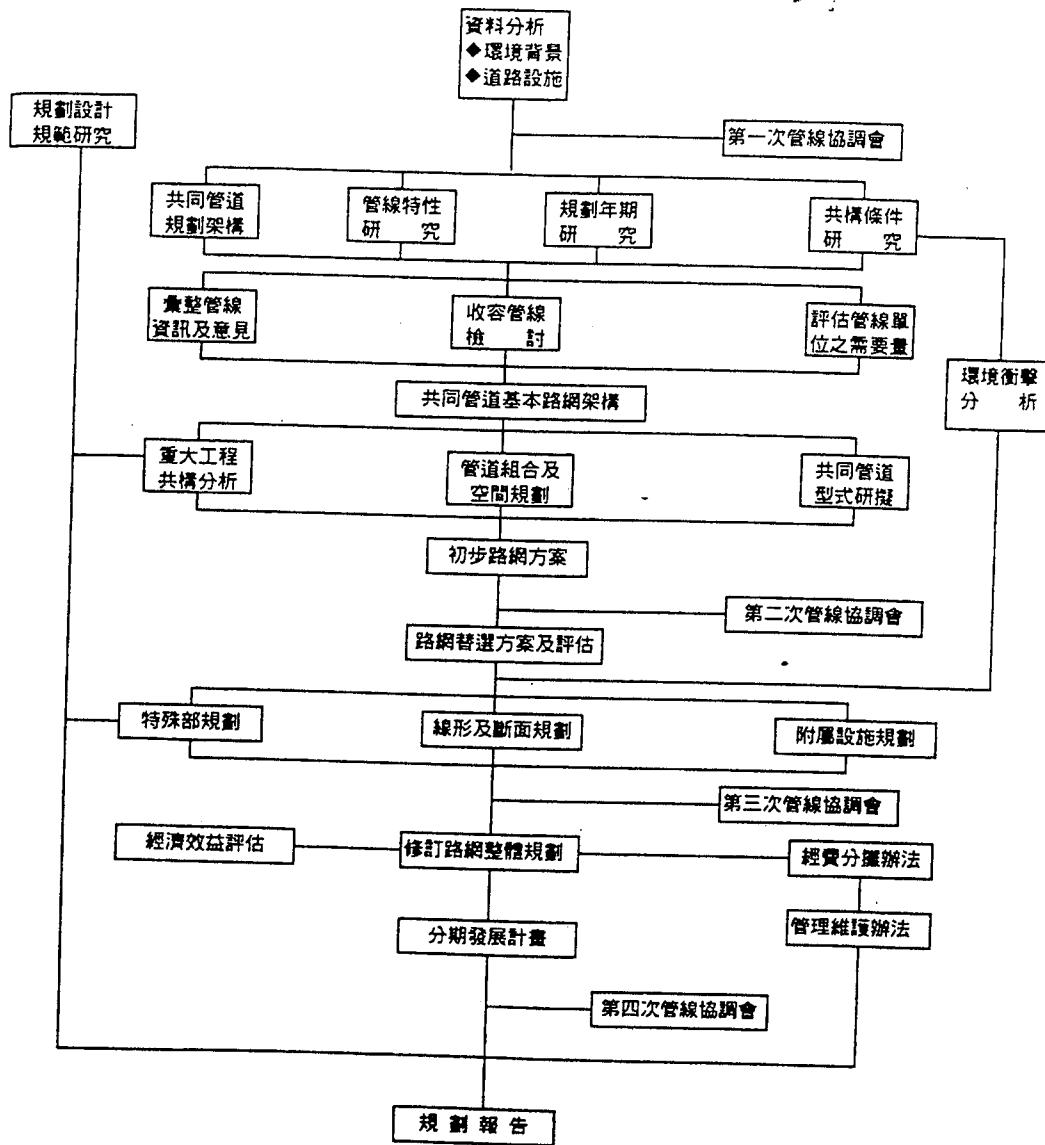 資料分析
◆環境背景
◆道路設施
規劃設計
規範研究
第一次管線協調會
共同管道
規劃架構
管線特性
研 究
規劃年期
研 究
共構條件
研 究
彙整管線
資訊及意見
收容管線
檢 討
評估管線單
位之需要量
環境衝擊
分 析
共同管道基本路網架構
重大工程
共構分析
管道組合及
空間規劃
共同管道
型式研擬
初步路網方案
第二次管線協調會
路網替選方案及評估
特殊部規劃
線形及斷面規劃
附屬設施規劃
第三次管線協調會
經濟效益評估
修訂路網整體規劃
經費分攤辦法
分期發展計畫
管理維護辦法
第四次管線協調會
規 劃 報 告